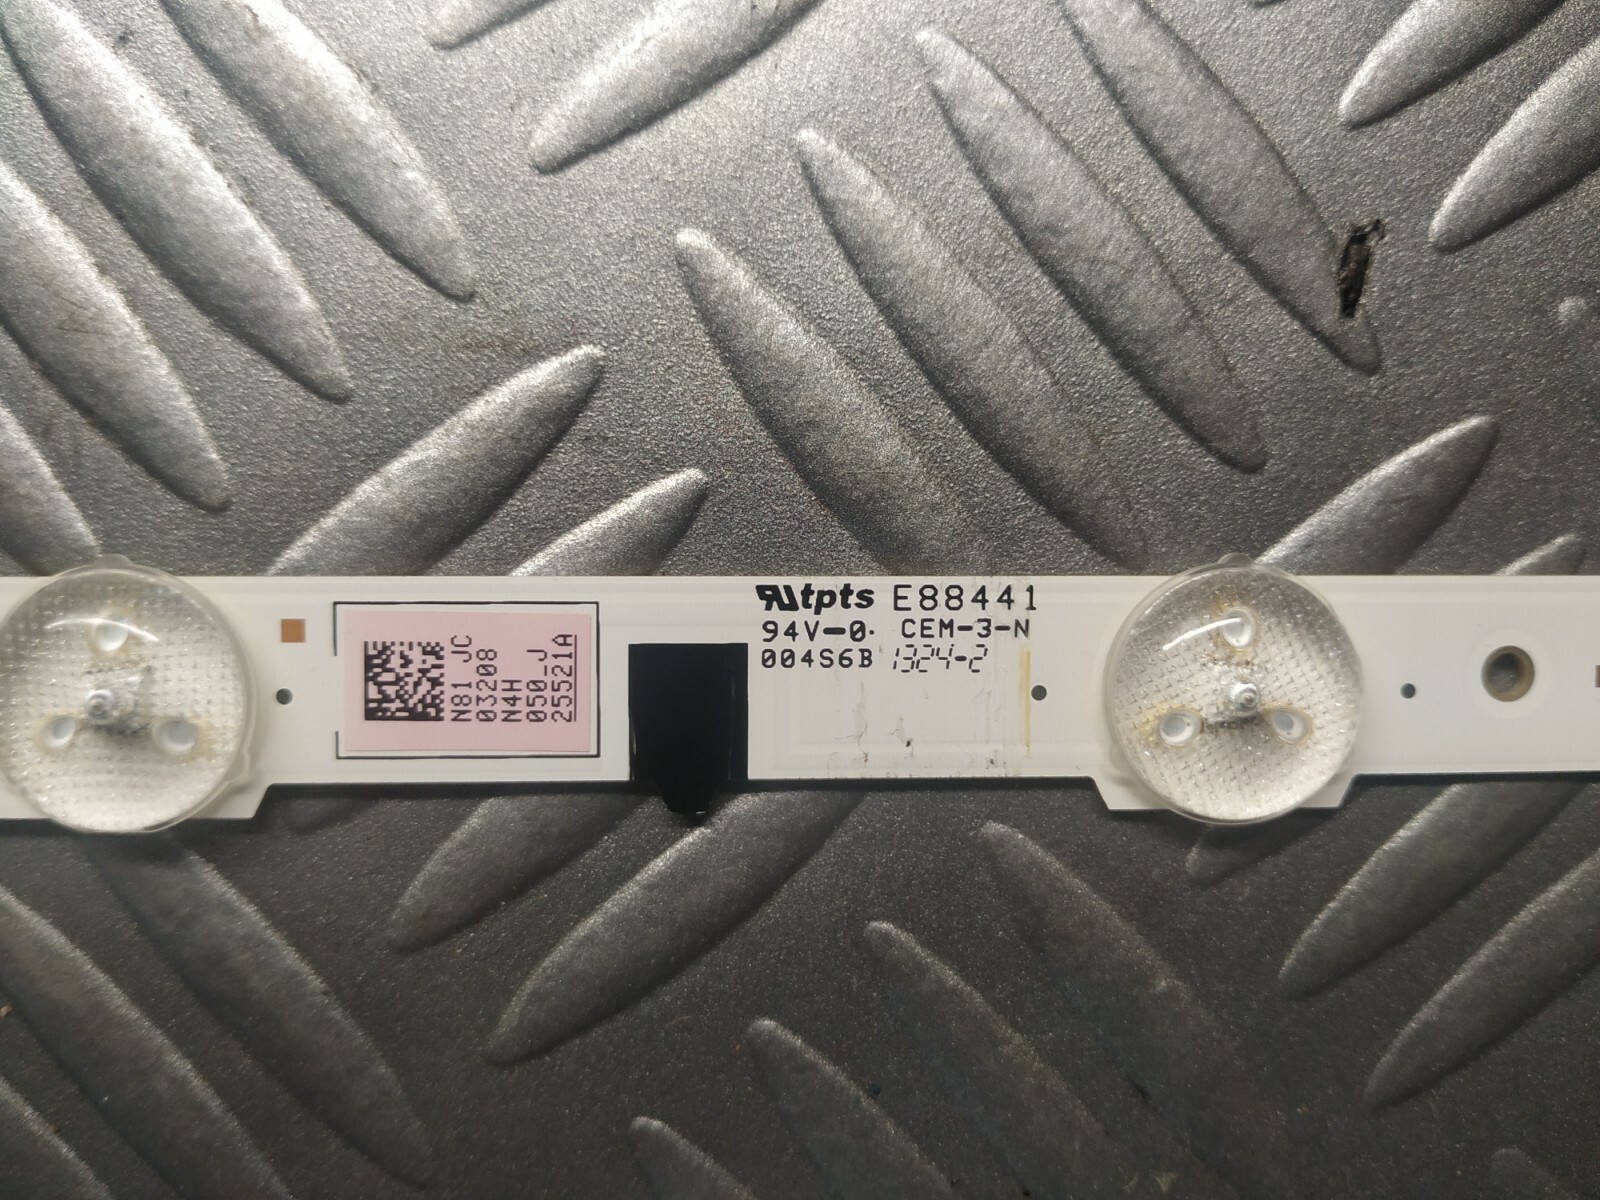 N81 JC
03208
N4H
050_J
25521A
tpts E88441
94V-0. CEM-3-N
004S6B 1324-2